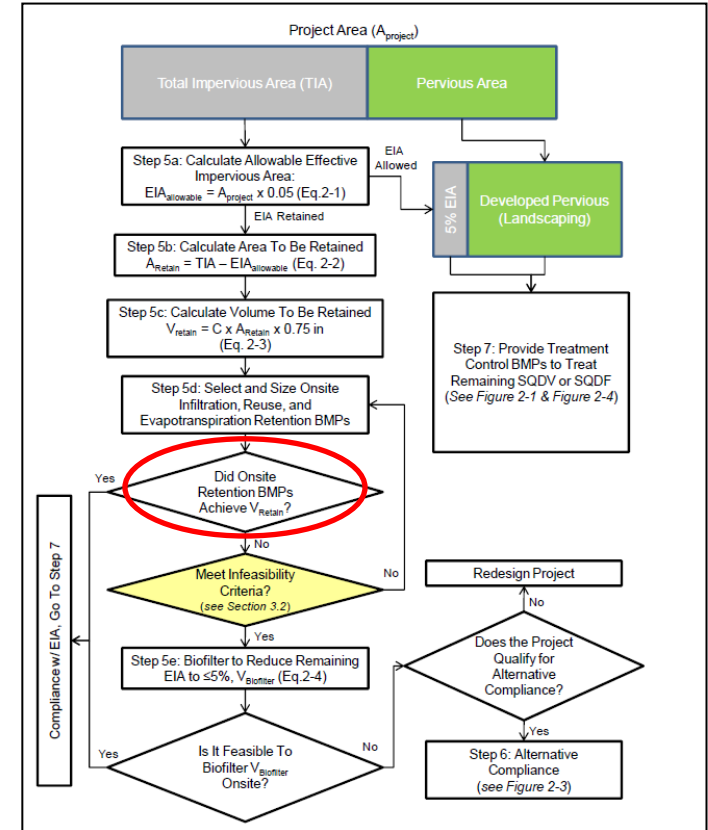 Project Area (Aproject)
Total Impervious Area (TIA)
Pervious Area
Step 5a: Calculate Allowable Effective
Impervious Area:
EIAallowable = Aproject x 0.05 (Eq.2-1)
EIA
Allowed
5% EIA
Developed Pervious
(Landscaping)
EIA Retained
Step 5b: Calculate Area To Be Retained
ARetain = TIA – EIAallowable (Eq. 2-2)
Step 5c: Calculate Volume To Be Retained
Vretain = C x ARetain x 0.75 in
(Eq. 2-3)
Step 7: Provide Treatment
Control BMPs to Treat
Remaining SQDV or SQDF
(See Figure 2-1 & Figure 2-4)
Step 5d: Select and Size Onsite
Infiltration, Reuse, and
Evapotranspiration Retention BMPs
Yes
Did Onsite
Retention BMPs
Achieve VRetain?
No
Compliance w/ EIA, Go To Step 7
Meet Infeasibility
Criteria?
(see Section 3.2)
No
Yes
Step 5e: Biofilter to Reduce Remaining
EIA to ≤5%, VBiofilter (Eq.2-4)
Yes
Is It Feasible To
Biofilter VBiofilter
Onsite?
No
Redesign Project
No
Does the Project
Qualify for
Alternative
Compliance?
Yes
Step 6: Alternative
Compliance
(see Figure 2-3)